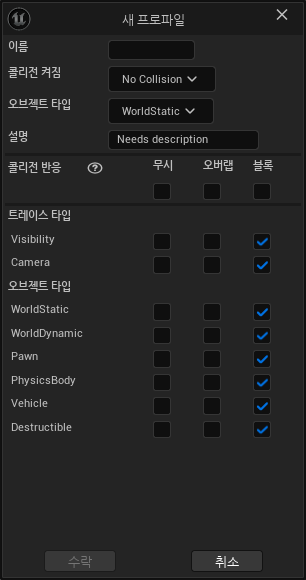 새 프로파일
이름
콜리전 켜짐 No Collision
오브젝트 타입 WorldStatic
설명 Needs description
콜리전 반응 ? 무시 오버랩 블록
트레이스 타입
Visibility
Camera
오브젝트 타입
WorldStatic
WorldDynamic
Pawn
PhysicsBody
Vehicle
Destructible
수락 취소